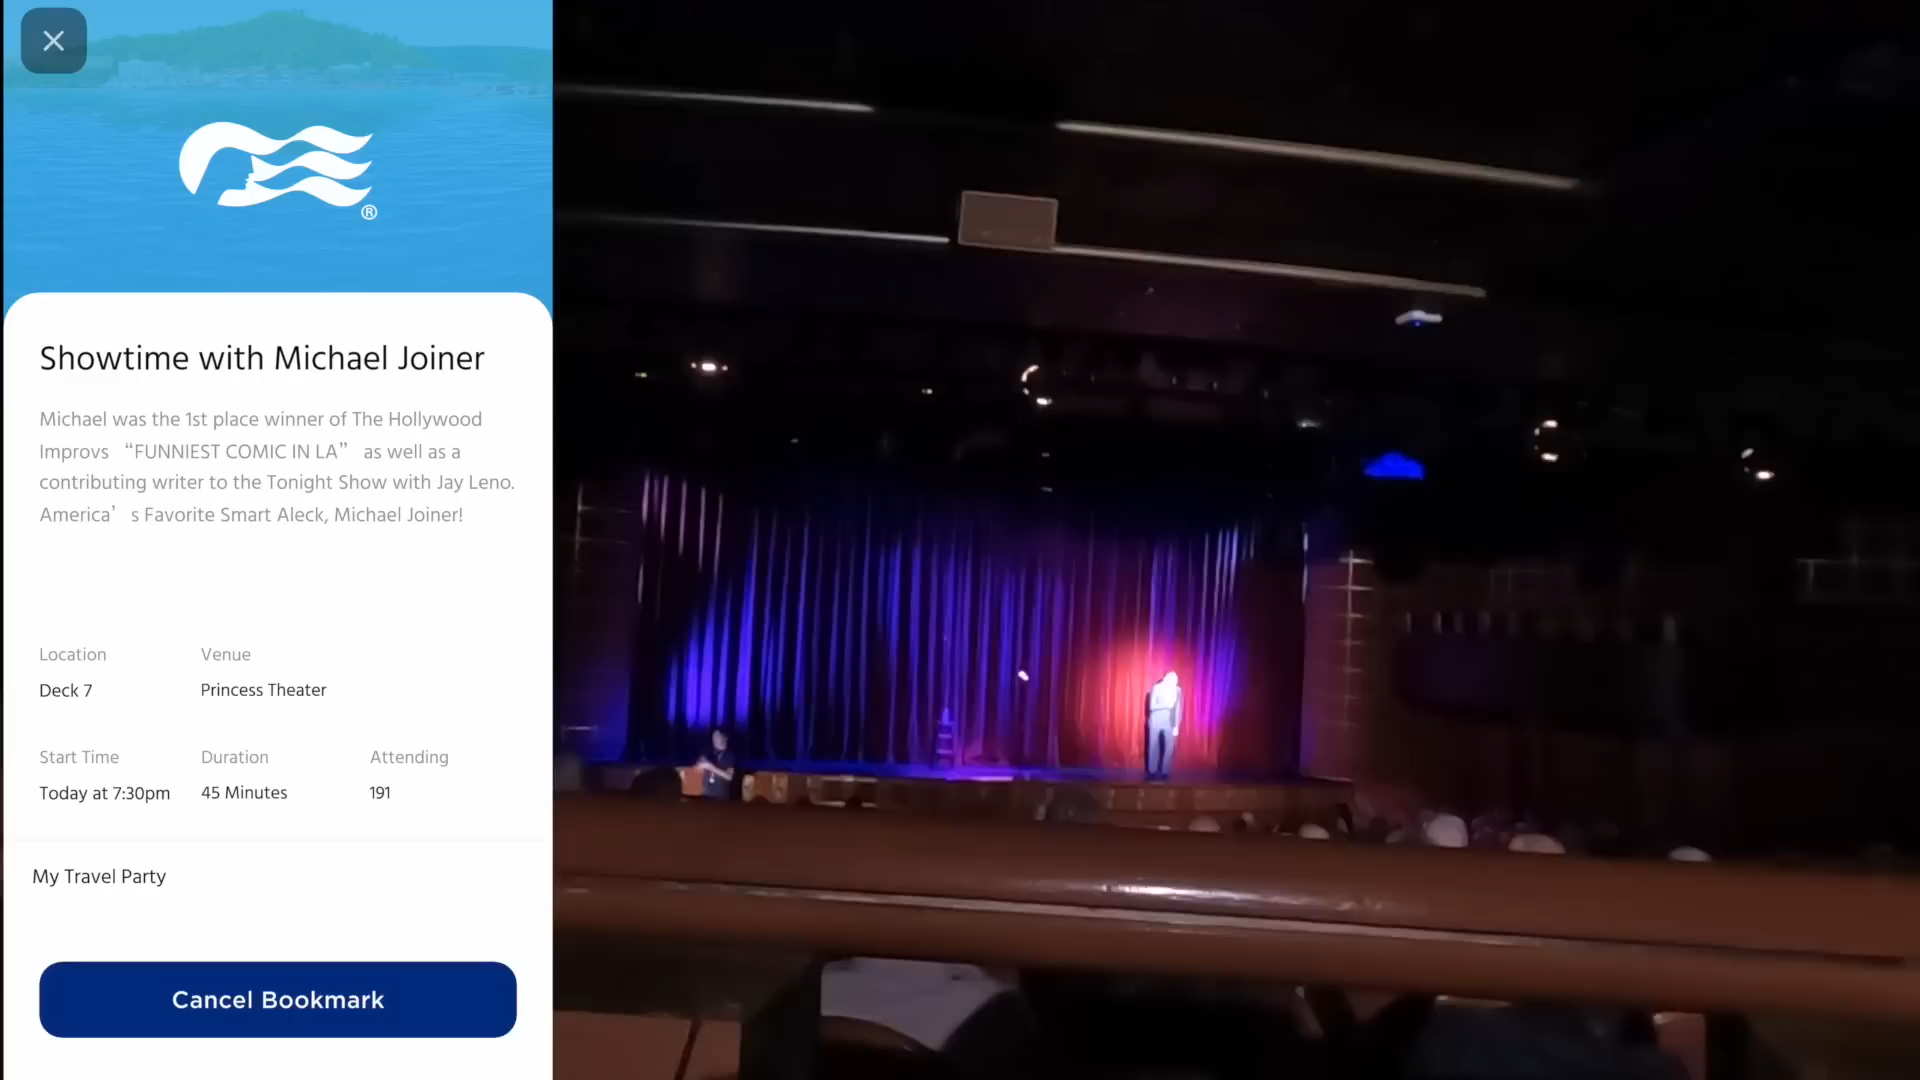 ®
Showtime with Michael Joiner
Michael was the 1st place winner of The Hollywood
Improvs “FUNNIEST COMIC IN LA” as well as a
contributing writer to the Tonight Show with Jay Leno.
America’ s Favorite Smart Aleck, Michael Joiner!
Location Venue
Deck 7 Princess Theater
Start Time Duration Attending
Today at 7:30pm 45 Minutes 191
My Travel Party
Cancel Bookmark